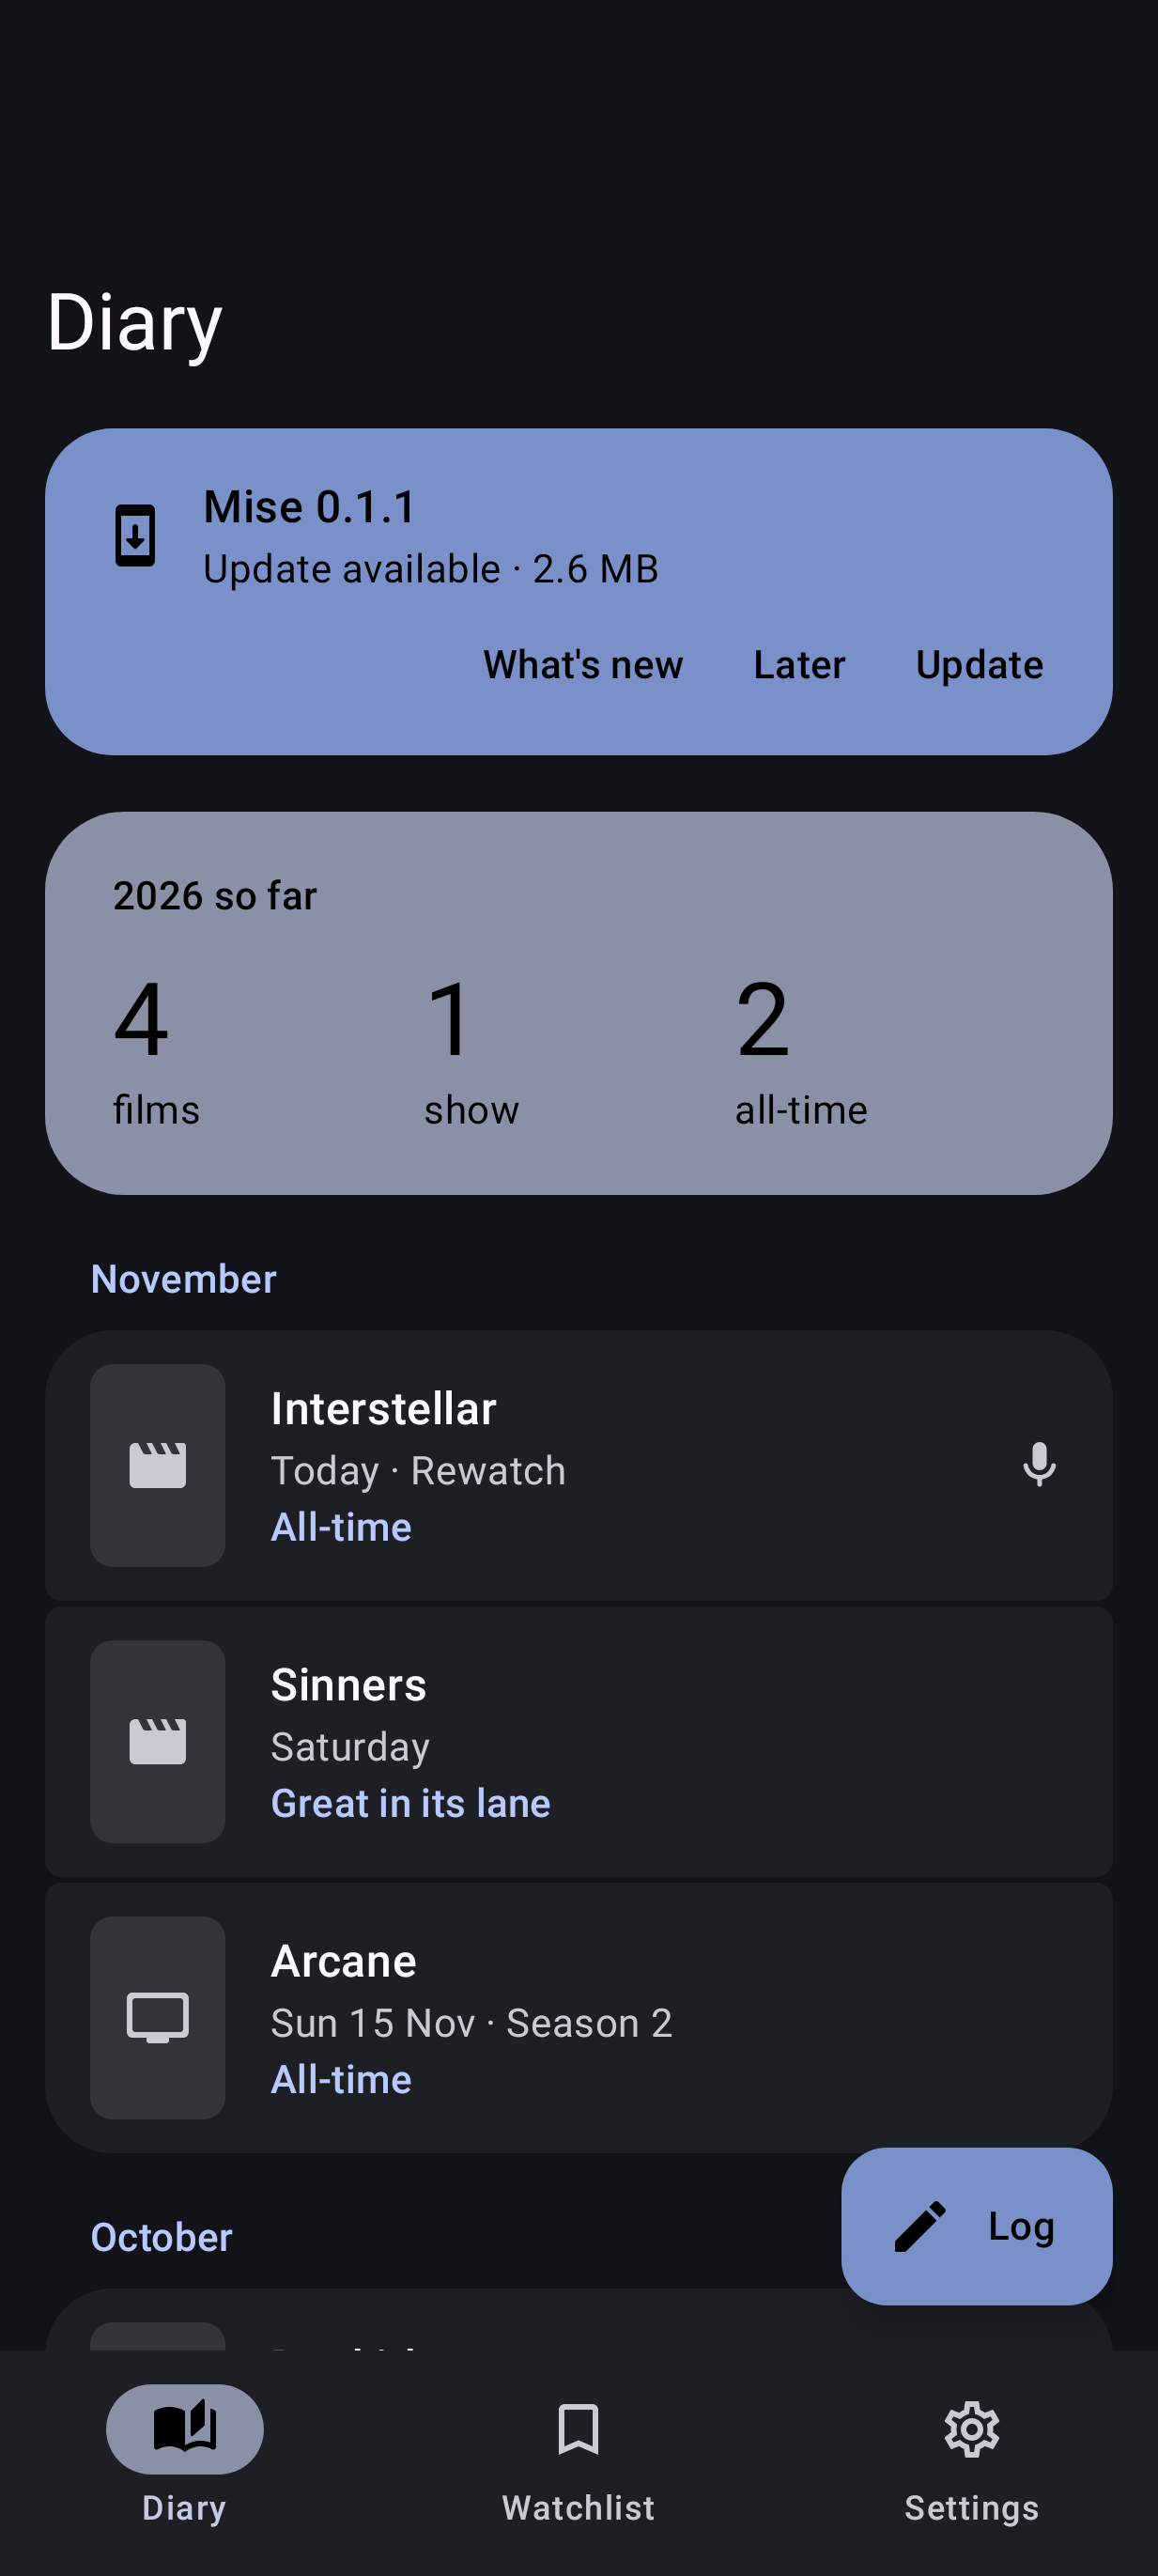 Diary
Mise 0.1.1
Update available · 2.6 MB
What's new Later Update
2026 so far
4 1 2
films show all-time
November
Interstellar
Today · Rewatch
All-time
Sinners
Saturday
Great in its lane
Arcane
Sun 15 Nov · Season 2
All-time
October
Log
Diary Watchlist Settings